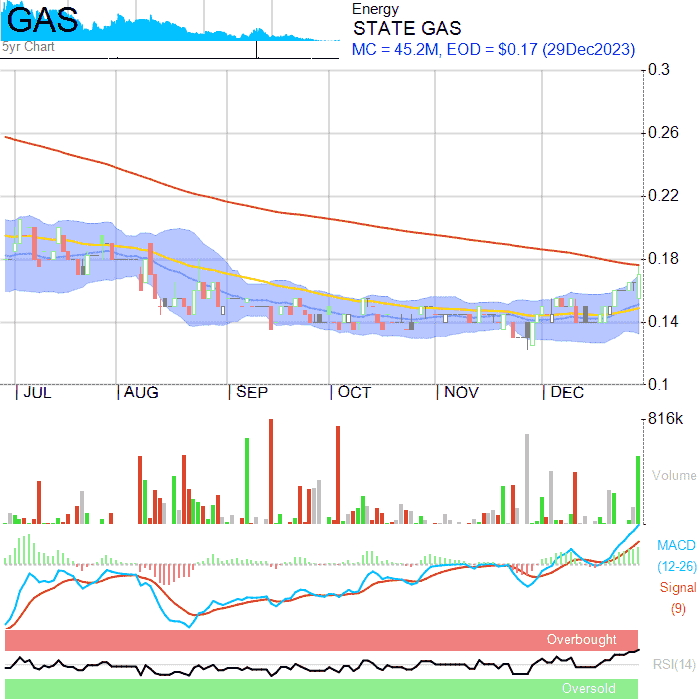 GAS
5yr Chart
Energy
STATE GAS
MC = 45.2M, EOD = $0.17 (29Dec2023)
0.3
0.26
0.22
0.18
0.14
0.1
JUL AUG SEP OCT NOV DEC
816k
Volume
MACD
(12-26)
Signal
(9)
Overbought
RSI(14)
Oversold